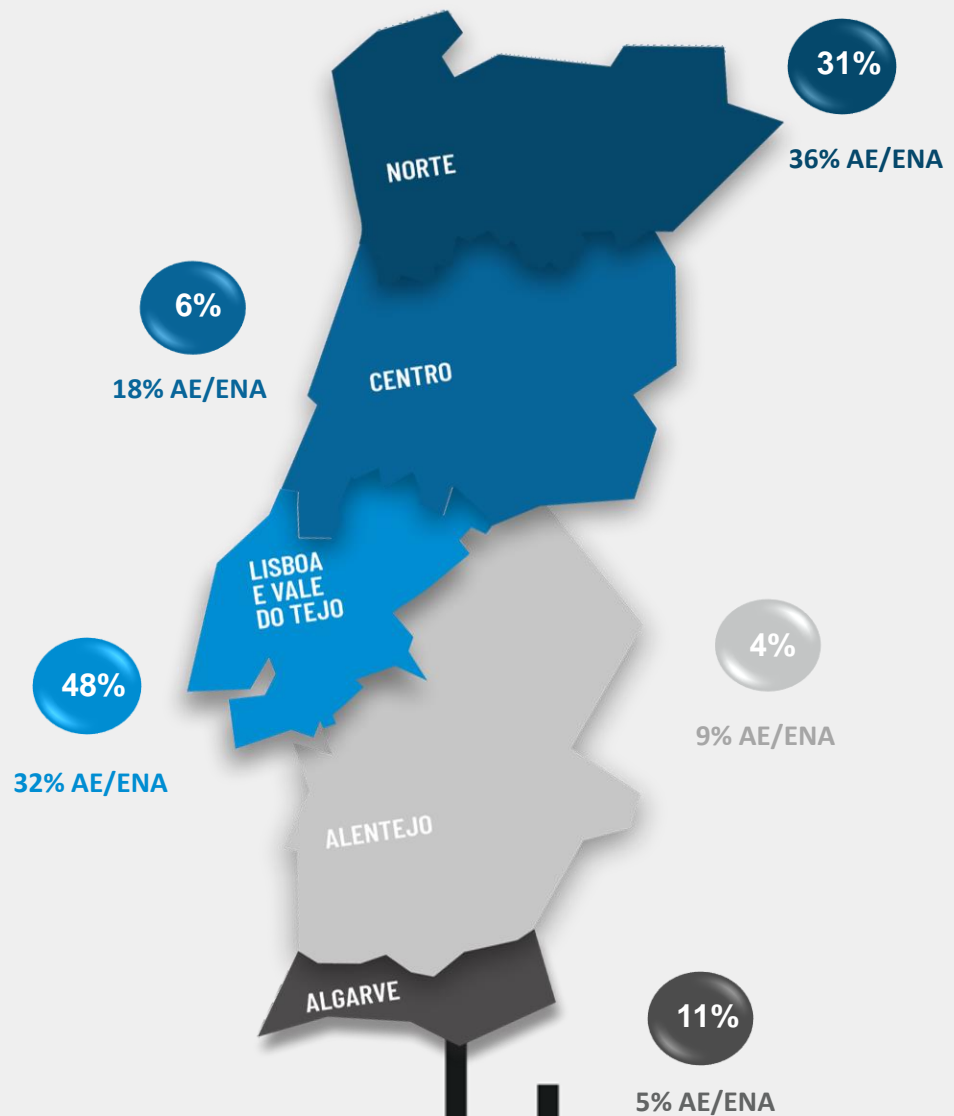 31%
36% AE/ENA
NORTE
6%
18% AE/ENA
CENTRO
LISBOA
E VALE
DO TEJO
48%
32% AE/ENA
4%
9% AE/ENA
ALENTEJO
ALGARVE
11%
5% AE/ENA